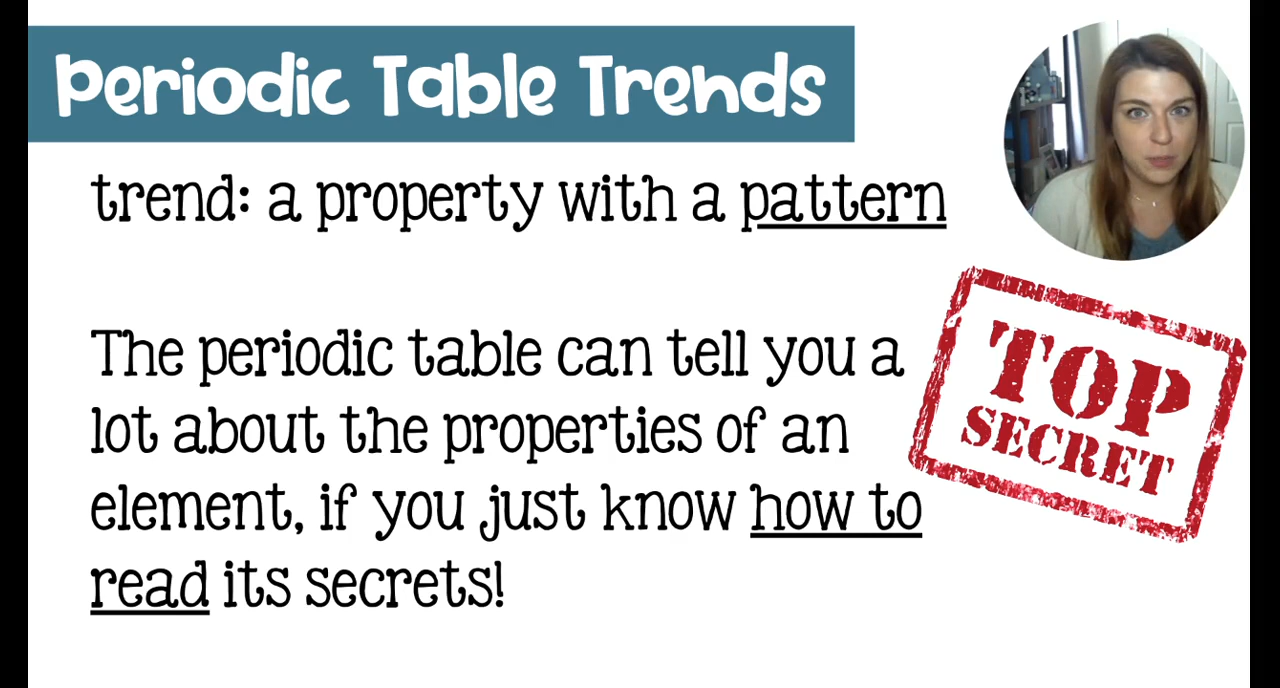 Periodic Table Trends
trend: a property with a pattern
The periodic table can tell you a
lot about the properties of an
element, if you just know how to
read its secrets!
TOP
SECRET